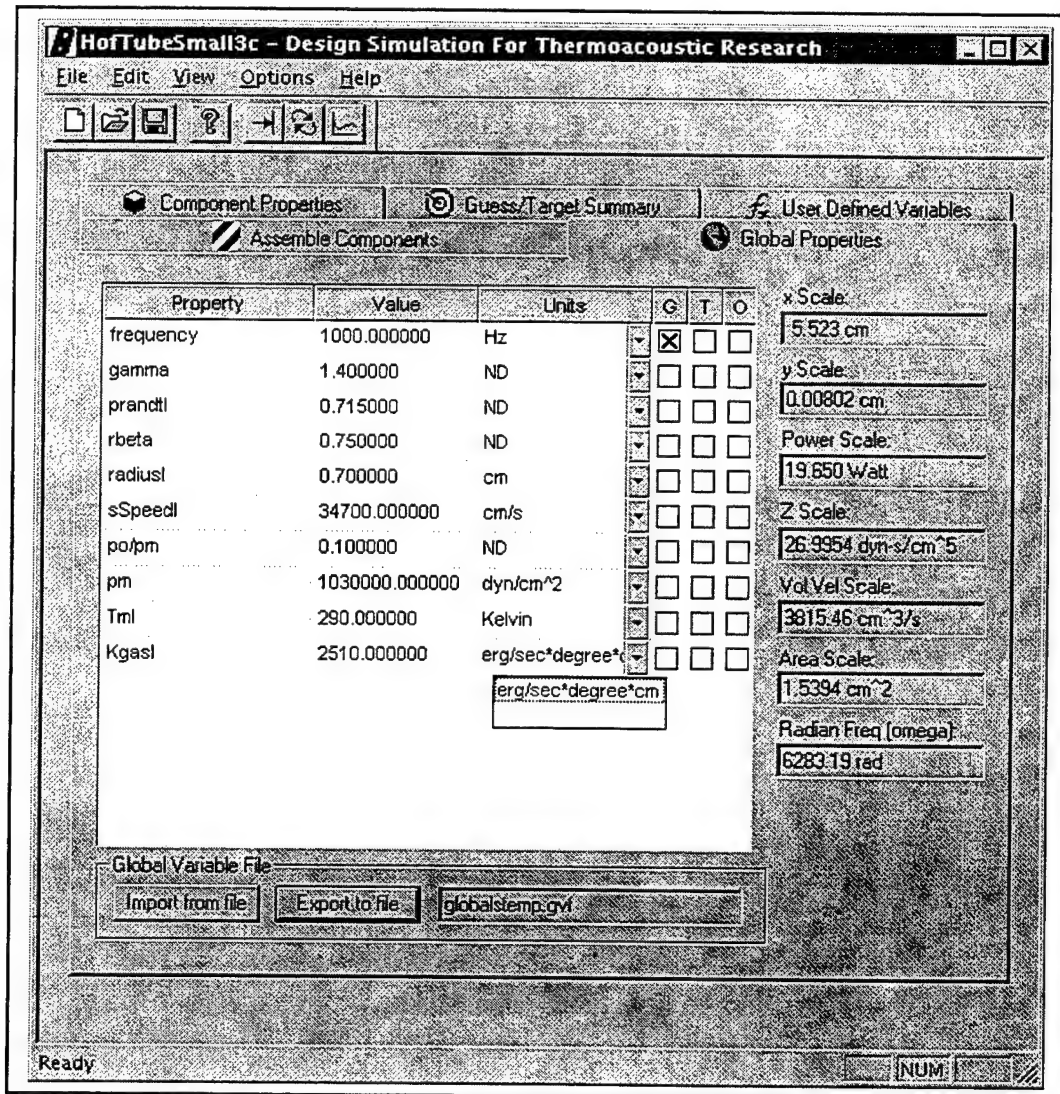 HofTubeSmall3c – Design Simulation For Thermoacoustic Research
File Edit View Options Help
Component Properties Guess/Target Summary User Defined Variables
Assemble Components Global Properties
Property Value Units G T O
frequency 1000.000000 Hz
gamma 1.400000 ND
prandtl 0.715000 ND
rbeta 0.750000 ND
radiusI 0.700000 cm
sSpeedI 34700.000000 cm/s
po/pm 0.100000 ND
pm 1030000.000000 dyn/cm^2
TmI 290.000000 Kelvin
KgasI 2510.000000 erg/sec*degree*c
erg/sec*degree*cm
x Scale:
5.523 cm
y Scale:
0.00802 cm
Power Scale:
19.650 Watt
Z Scale:
26.9954 dyn-s/cm^5
Vol Vel Scale:
3815.46 cm^3/s
Area Scale:
1.5394 cm^2
Radian Freq (omega):
6283.19 rad
Global Variable File
Import from file Export to file globalstemp.gvf
Ready NUM